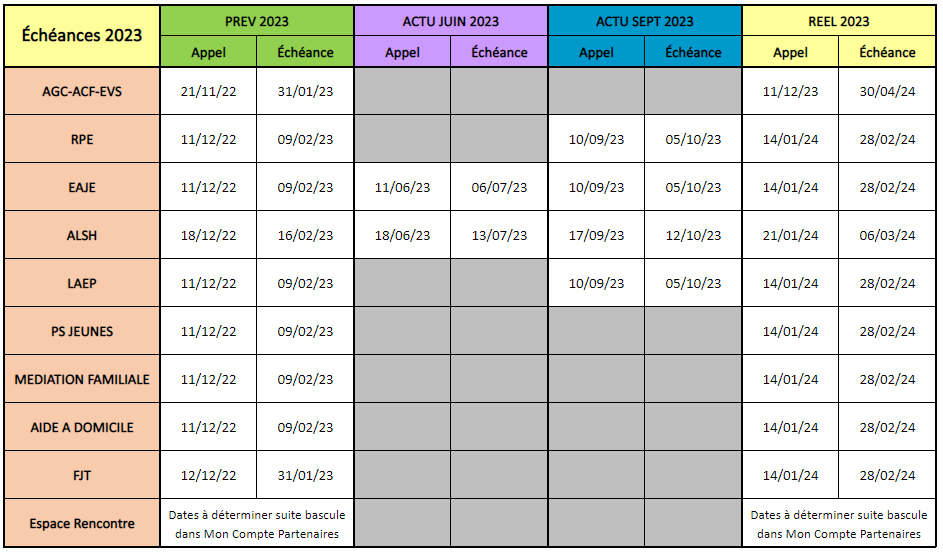 Échéances 2023
PREV 2023 ACTU JUIN 2023 ACTU SEPT 2023 REEL 2023
Appel Échéance Appel Échéance Appel Échéance Appel Échéance
AGC-ACF-EVS 21/11/22 31/01/23 11/12/23 30/04/24
RPE 11/12/22 09/02/23 10/09/23 05/10/23 14/01/24 28/02/24
EAJE 11/12/22 09/02/23 11/06/23 06/07/23 10/09/23 05/10/23 14/01/24 28/02/24
ALSH 18/12/22 16/02/23 18/06/23 13/07/23 17/09/23 12/10/23 21/01/24 06/03/24
LAEP 11/12/22 09/02/23 10/09/23 05/10/23 14/01/24 28/02/24
PS JEUNES 11/12/22 09/02/23 14/01/24 28/02/24
MEDIATION FAMILIALE 11/12/22 09/02/23 14/01/24 28/02/24
AIDE A DOMICILE 11/12/22 09/02/23 14/01/24 28/02/24
FJT 12/12/22 31/01/23 14/01/24 28/02/24
Espace Rencontre
Dates à déterminer suite bascule
dans Mon Compte Partenaires
Dates à déterminer suite bascule
dans Mon Compte Partenaires